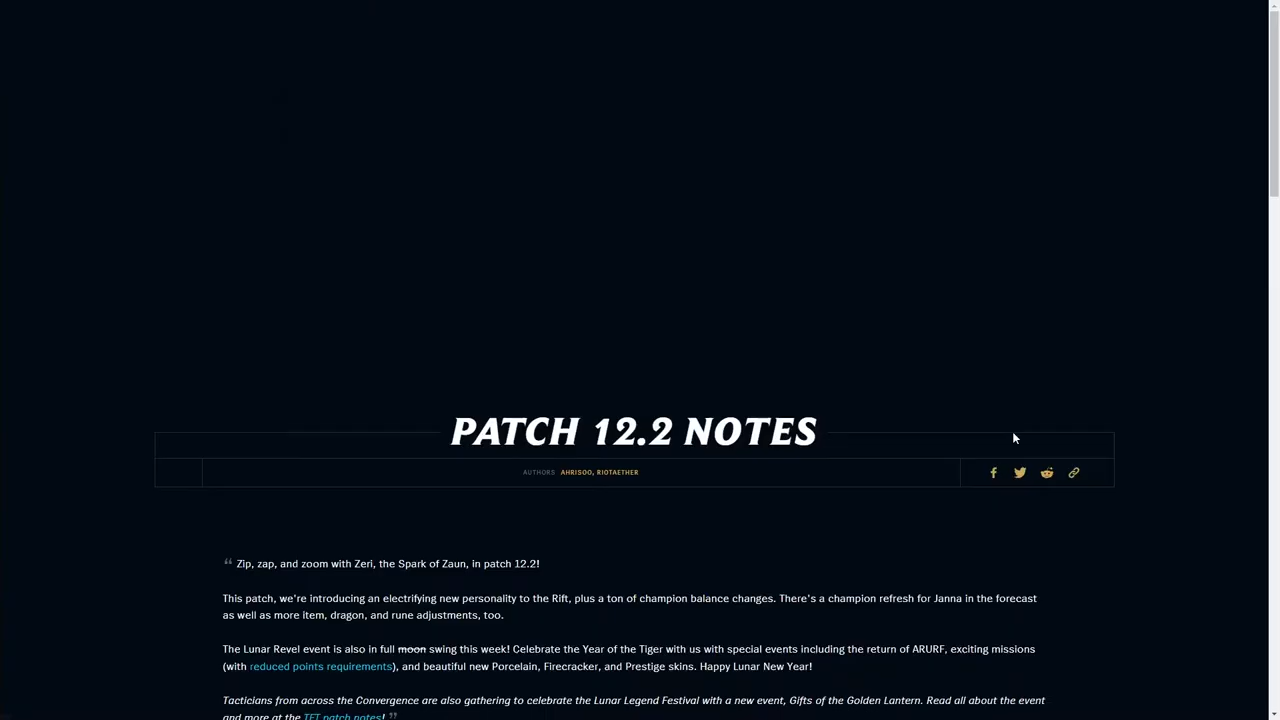 PATCH 12.2 NOTES
AUTHORS AHRISOO, RIOTAETHER
“ Zip, zap, and zoom with Zeri, the Spark of Zaun, in patch 12.2!
This patch, we're introducing an electrifying new personality to the Rift, plus a ton of champion balance changes. There's a champion refresh for Janna in the forecast
as well as more item, dragon, and rune adjustments, too.
The Lunar Revel event is also in full moon swing this week! Celebrate the Year of the Tiger with us with special events including the return of ARURF, exciting missions
(with reduced points requirements), and beautiful new Porcelain, Firecracker, and Prestige skins. Happy Lunar New Year!
Tacticians from across the Convergence are also gathering to celebrate the Lunar Legend Festival with a new event, Gifts of the Golden Lantern. Read all about the event
and more at the TFT patch notes! ”